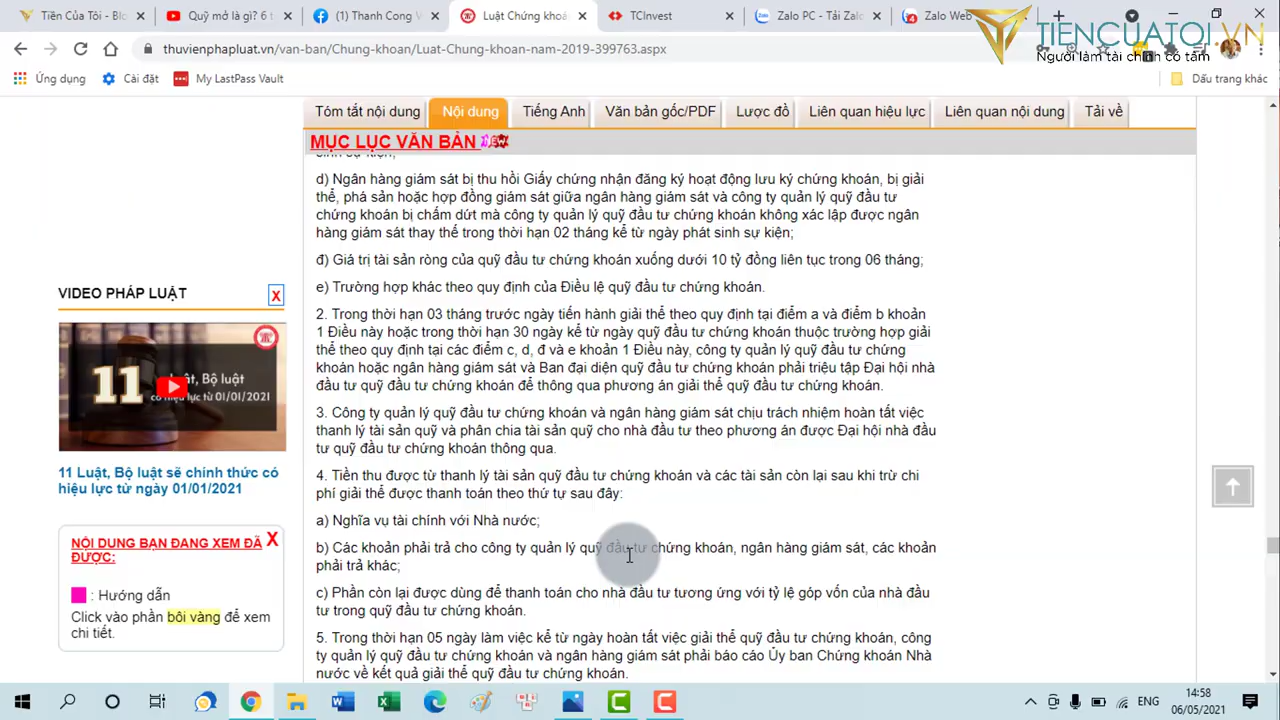 Tiền Của Tôi - Blo
Quỹ mở là gì? 6 t
(1) Thanh Cong V
Luật Chứng khoá
TCInvest
Zalo PC - Tải Zalo
Zalo Web
TIENCUATOI.VN
Người làm tài chính có tâm
thuvienphapluat.vn/van-ban/Chung-khoan/Luat-Chung-khoan-nam-2019-399763.aspx
Ứng dụng
Cài đặt
My LastPass Vault
Dấu trang khác
Tóm tắt nội dung
Nội dung
Tiếng Anh
Văn bản gốc/PDF
Lược đồ
Liên quan hiệu lực
Liên quan nội dung
Tải về
MỤC LỤC VĂN BẢN
sinh sự kiện;
d) Ngân hàng giám sát bị thu hồi Giấy chứng nhận đăng ký hoạt động lưu ký chứng khoán, bị giải
thể, phá sản hoặc hợp đồng giám sát giữa ngân hàng giám sát và công ty quản lý quỹ đầu tư
chứng khoán bị chấm dứt mà công ty quản lý quỹ đầu tư chứng khoán không xác lập được ngân
hàng giám sát thay thế trong thời hạn 02 tháng kể từ ngày phát sinh sự kiện;
đ) Giá trị tài sản ròng của quỹ đầu tư chứng khoán xuống dưới 10 tỷ đồng liên tục trong 06 tháng;
e) Trường hợp khác theo quy định của Điều lệ quỹ đầu tư chứng khoán.
2. Trong thời hạn 03 tháng trước ngày tiến hành giải thể theo quy định tại điểm a và điểm b khoản
1 Điều này hoặc trong thời hạn 30 ngày kể từ ngày quỹ đầu tư chứng khoán thuộc trường hợp giải
thể theo quy định tại các điểm c, d, đ và e khoản 1 Điều này, công ty quản lý quỹ đầu tư chứng
khoán hoặc ngân hàng giám sát và Ban đại diện quỹ đầu tư chứng khoán phải triệu tập Đại hội nhà
đầu tư quỹ đầu tư chứng khoán để thông qua phương án giải thể quỹ đầu tư chứng khoán.
3. Công ty quản lý quỹ đầu tư chứng khoán và ngân hàng giám sát chịu trách nhiệm hoàn tất việc
thanh lý tài sản quỹ và phân chia tài sản quỹ cho nhà đầu tư theo phương án được Đại hội nhà đầu
tư quỹ đầu tư chứng khoán thông qua.
4. Tiền thu được từ thanh lý tài sản quỹ đầu tư chứng khoán và các tài sản còn lại sau khi trừ chi
phí giải thể được thanh toán theo thứ tự sau đây:
a) Nghĩa vụ tài chính với Nhà nước;
b) Các khoản phải trả cho công ty quản lý quỹ đầu tư chứng khoán, ngân hàng giám sát, các khoản
phải trả khác;
c) Phần còn lại được dùng để thanh toán cho nhà đầu tư tương ứng với tỷ lệ góp vốn của nhà đầu
tư trong quỹ đầu tư chứng khoán.
5. Trong thời hạn 05 ngày làm việc kể từ ngày hoàn tất việc giải thể quỹ đầu tư chứng khoán, công
ty quản lý quỹ đầu tư chứng khoán và ngân hàng giám sát phải báo cáo Ủy ban Chứng khoán Nhà
nước về kết quả giải thể quỹ đầu tư chứng khoán.
VIDEO PHÁP LUẬT
X
11 luật, Bộ luật
có hiệu lực từ 01/01/2021
11 Luật, Bộ luật sẽ chính thức có
hiệu lực từ ngày 01/01/2021
NỘI DUNG BẠN ĐANG XEM ĐÃ X
ĐƯỢC:
: Hướng dẫn
Click vào phần bôi vàng để xem
chi tiết.
ENG
14:58
06/05/2021